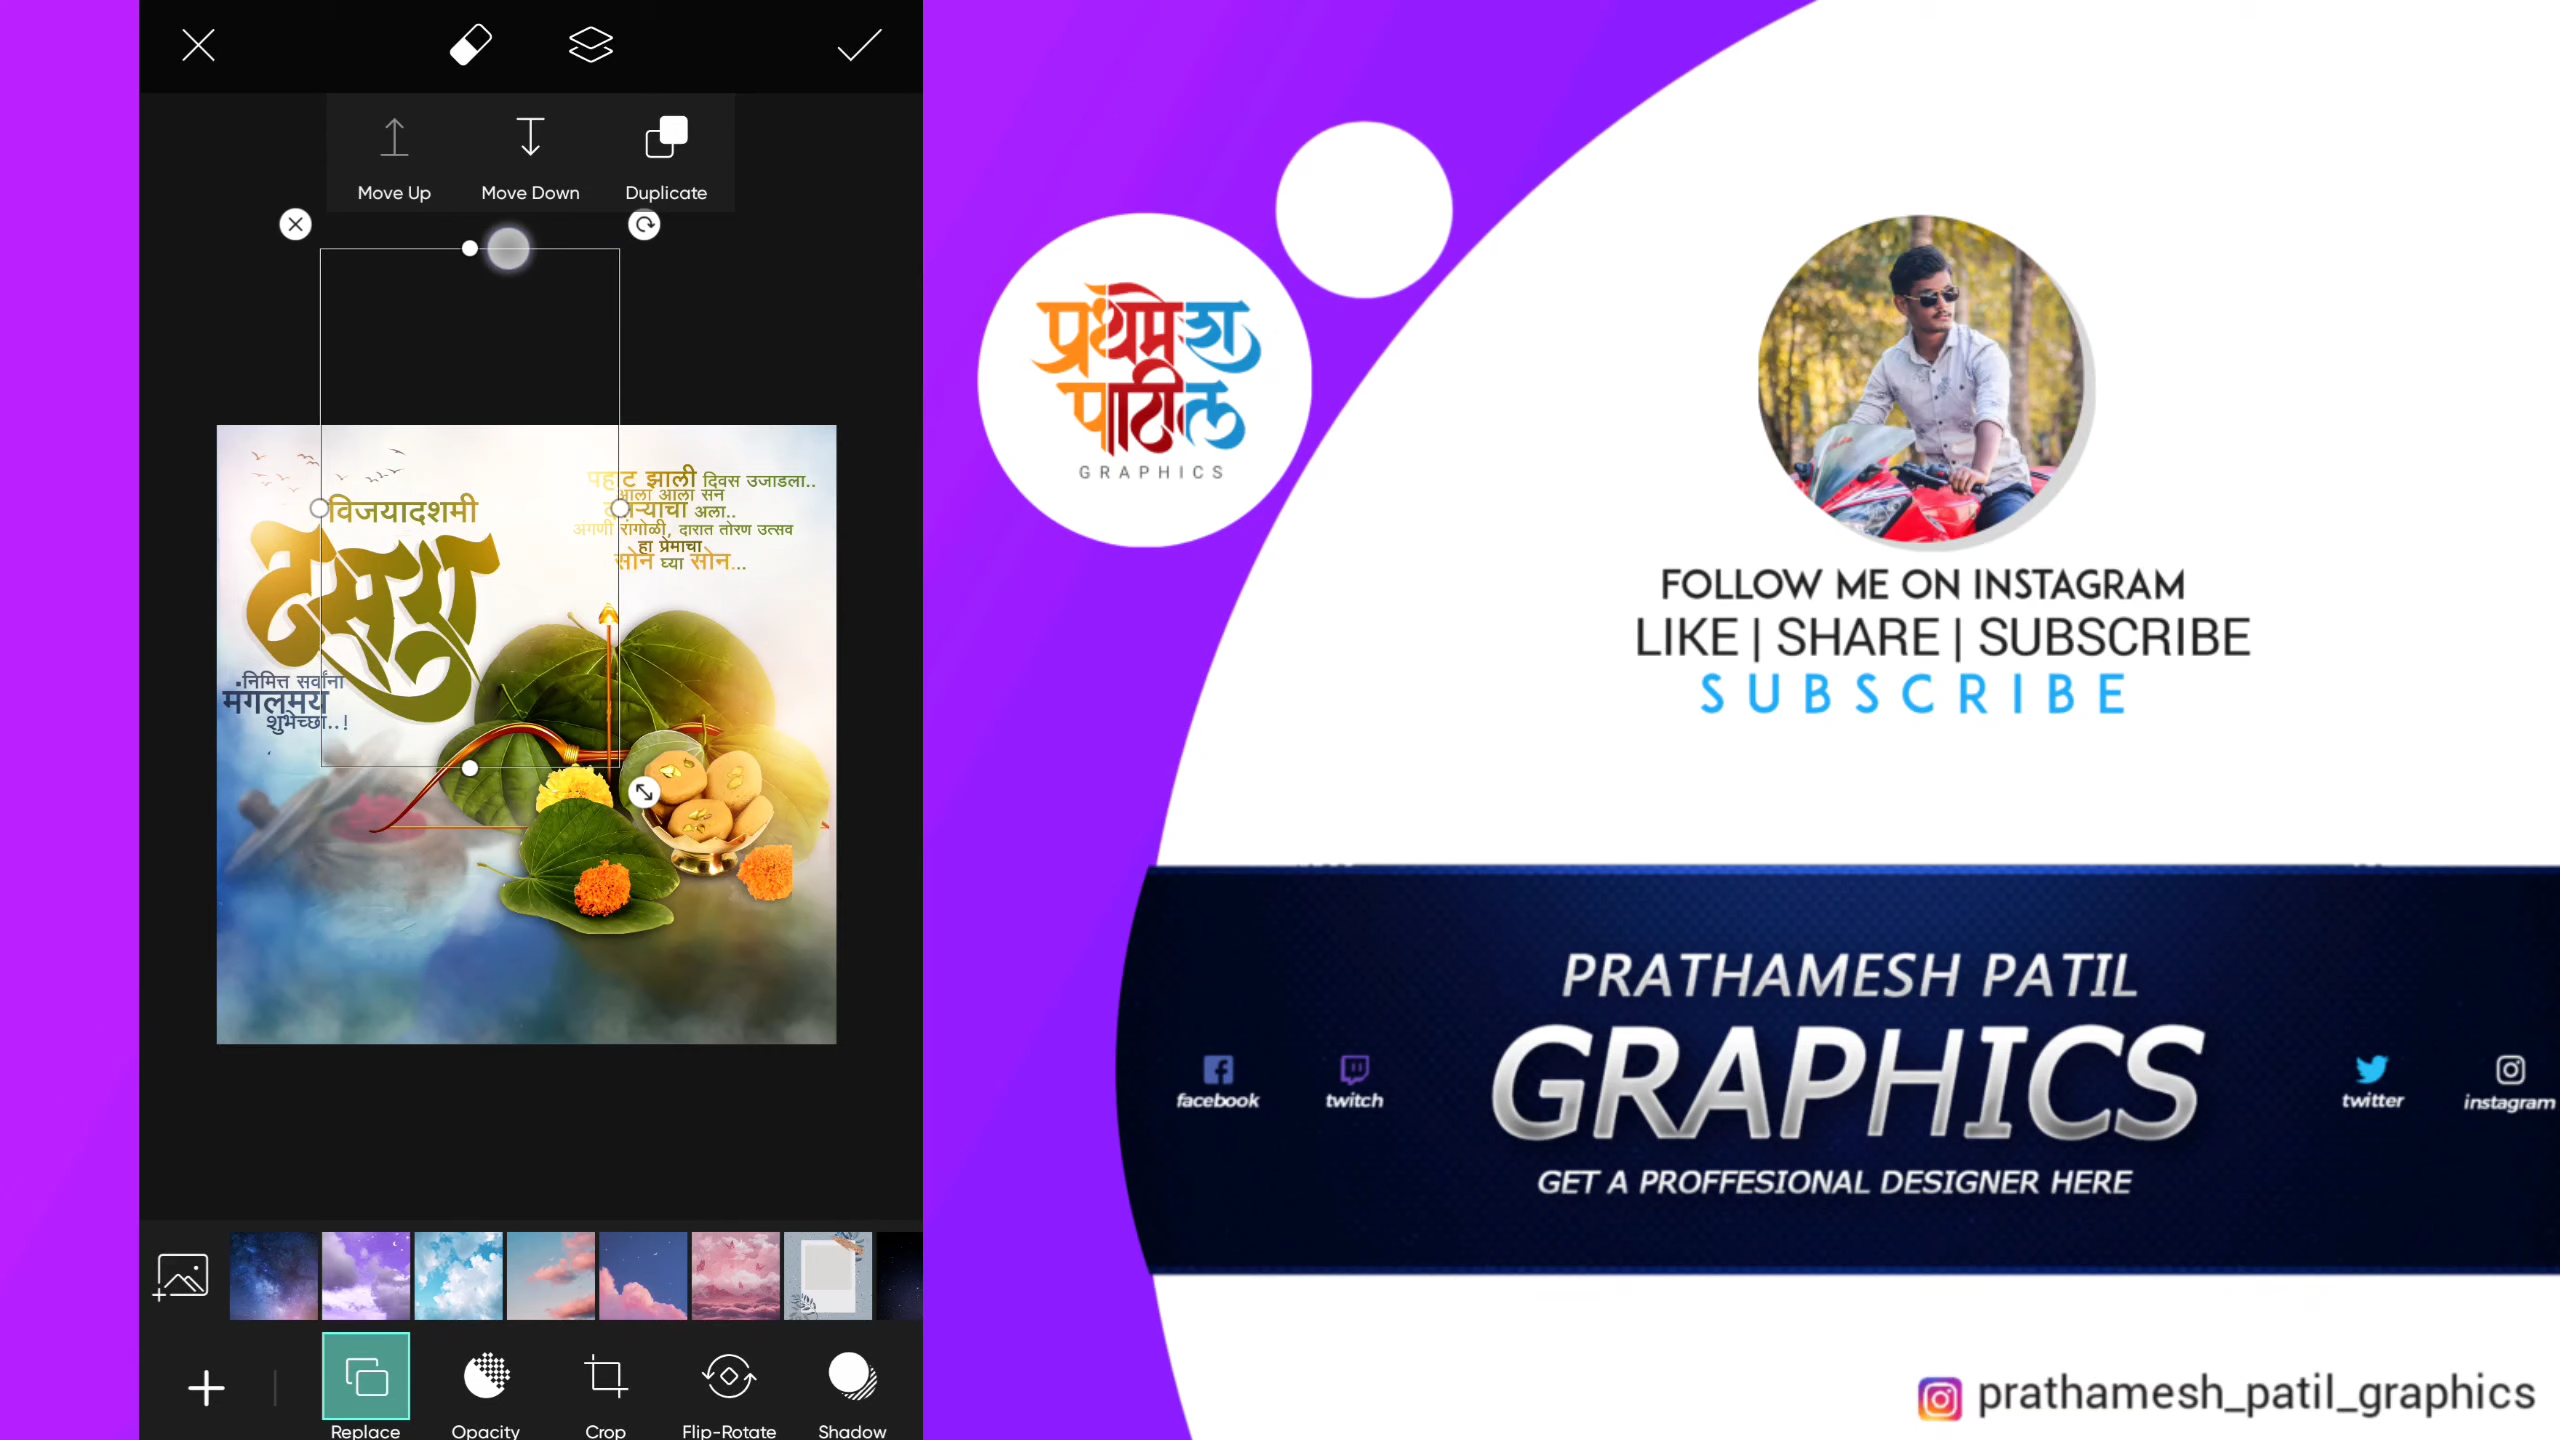 Move Up
Move Down
Duplicate
विजयादशमी
दसरा
निमित्त सर्वांना
मंगलमय
शुभेच्छा..!
पहाट झाली दिवस उजाडला..
आला आला सन
अला..
अंगणी रांगोळी, दारात तोरण उत्सव
हा प्रेमाचा
सोन घ्या सोन...
Replace
Opacity
Crop
Flip-Rotate
Shadow
प्रथमेश
पाटील
GRAPHICS
FOLLOW ME ON INSTAGRAM
LIKE | SHARE | SUBSCRIBE
SUBSCRIBE
PRATHAMESH PATIL
GRAPHICS
GET A PROFFESIONAL DESIGNER HERE
facebook
twitch
twitter
instagram
prathamesh_patil_graphics